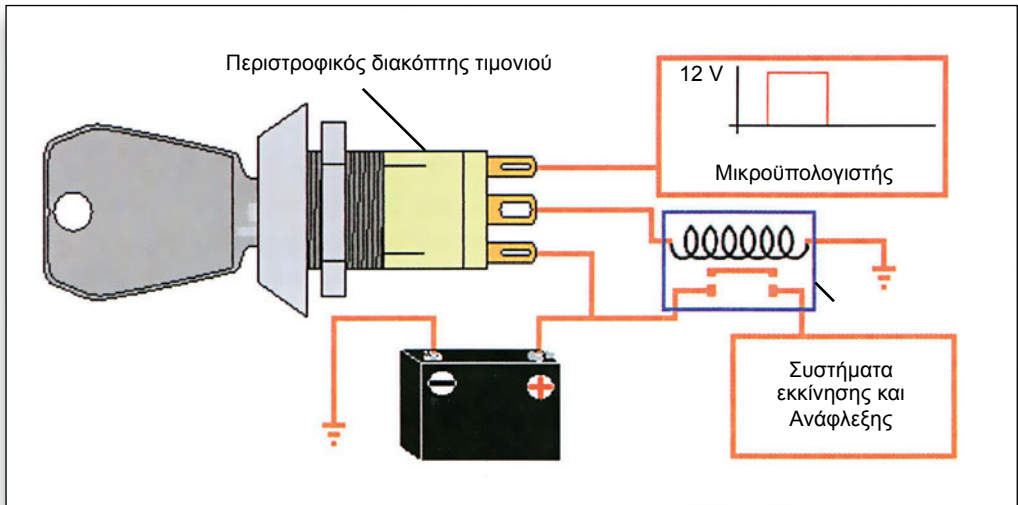 Περιστροφικός διακόπτης τιμονιού
12 V
Μικροϋπολογιστής
Συστήματα
εκκίνησης και
Ανάφλεξης